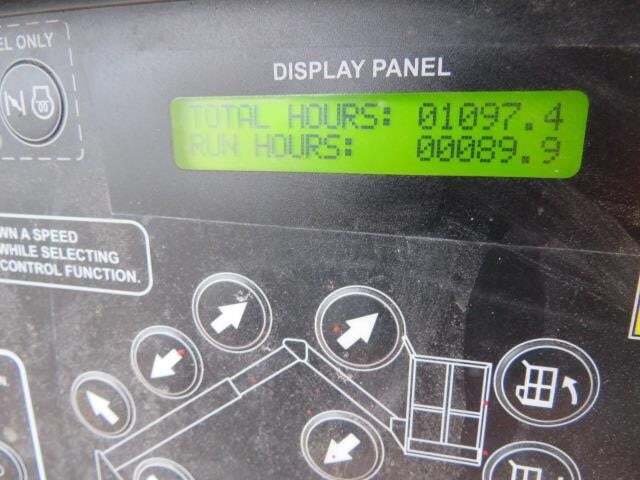 EL ONLY
DISPLAY PANEL
TOTAL HOURS: 01097.4
RUN HOURS: 00089.9
WN A SPEED
WHILE SELECTING
CONTROL FUNCTION.